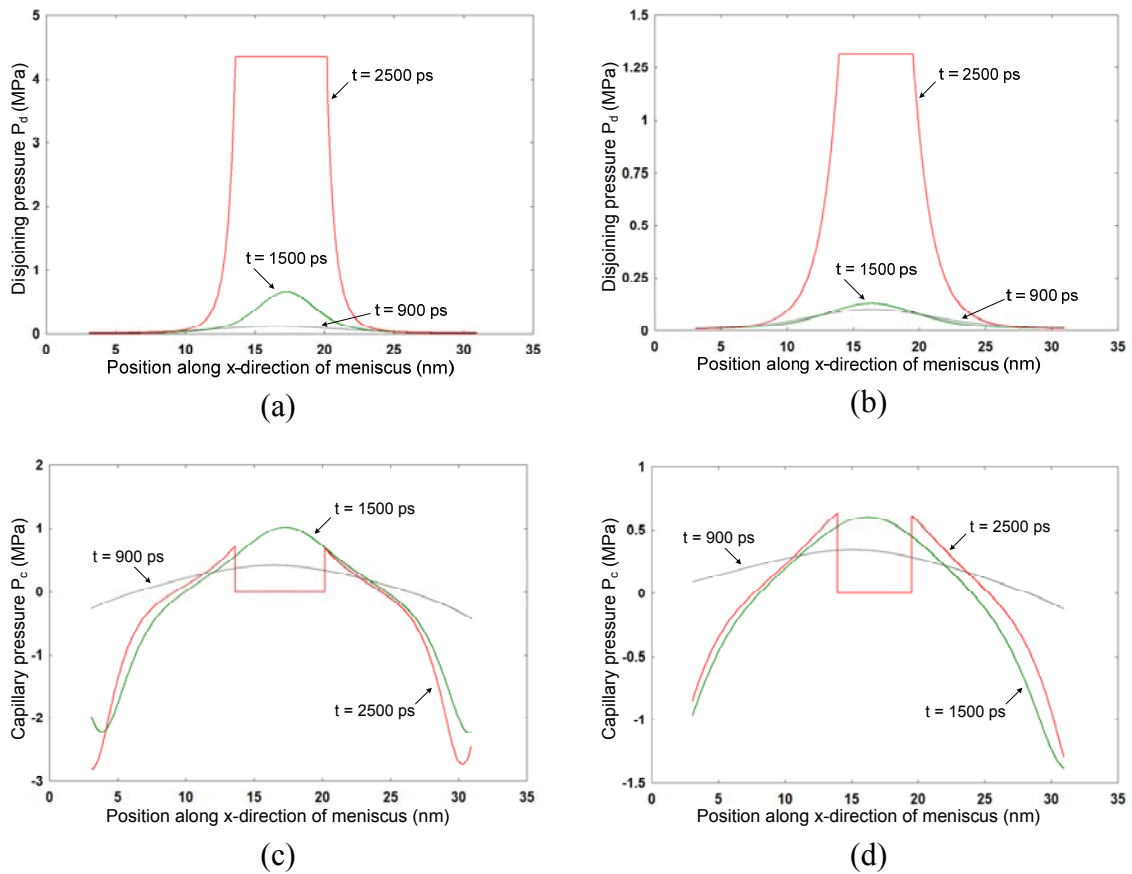 5
4
3
2
1
0
Disjoining pressure P_d (MPa)
t = 2500 ps
t = 1500 ps
t = 900 ps
0 5 10 15 20 25 30 35
Position along x-direction of meniscus (nm)
(a)
1.5
1.25
1
0.75
0.5
0.25
0
Disjoining pressure P_d (MPa)
t = 2500 ps
t = 1500 ps
t = 900 ps
0 5 10 15 20 25 30 35
Position along x-direction of meniscus (nm)
(b)
2
1
0
-1
-2
-3
Capillary pressure P_c (MPa)
t = 1500 ps
t = 900 ps
t = 2500 ps
0 5 10 15 20 25 30 35
Position along x-direction of meniscus (nm)
(c)
1
0.5
0
-0.5
-1
-1.5
Capillary pressure P_c (MPa)
t = 900 ps
t = 2500 ps
t = 1500 ps
0 5 10 15 20 25 30 35
Position along x-direction of meniscus (nm)
(d)